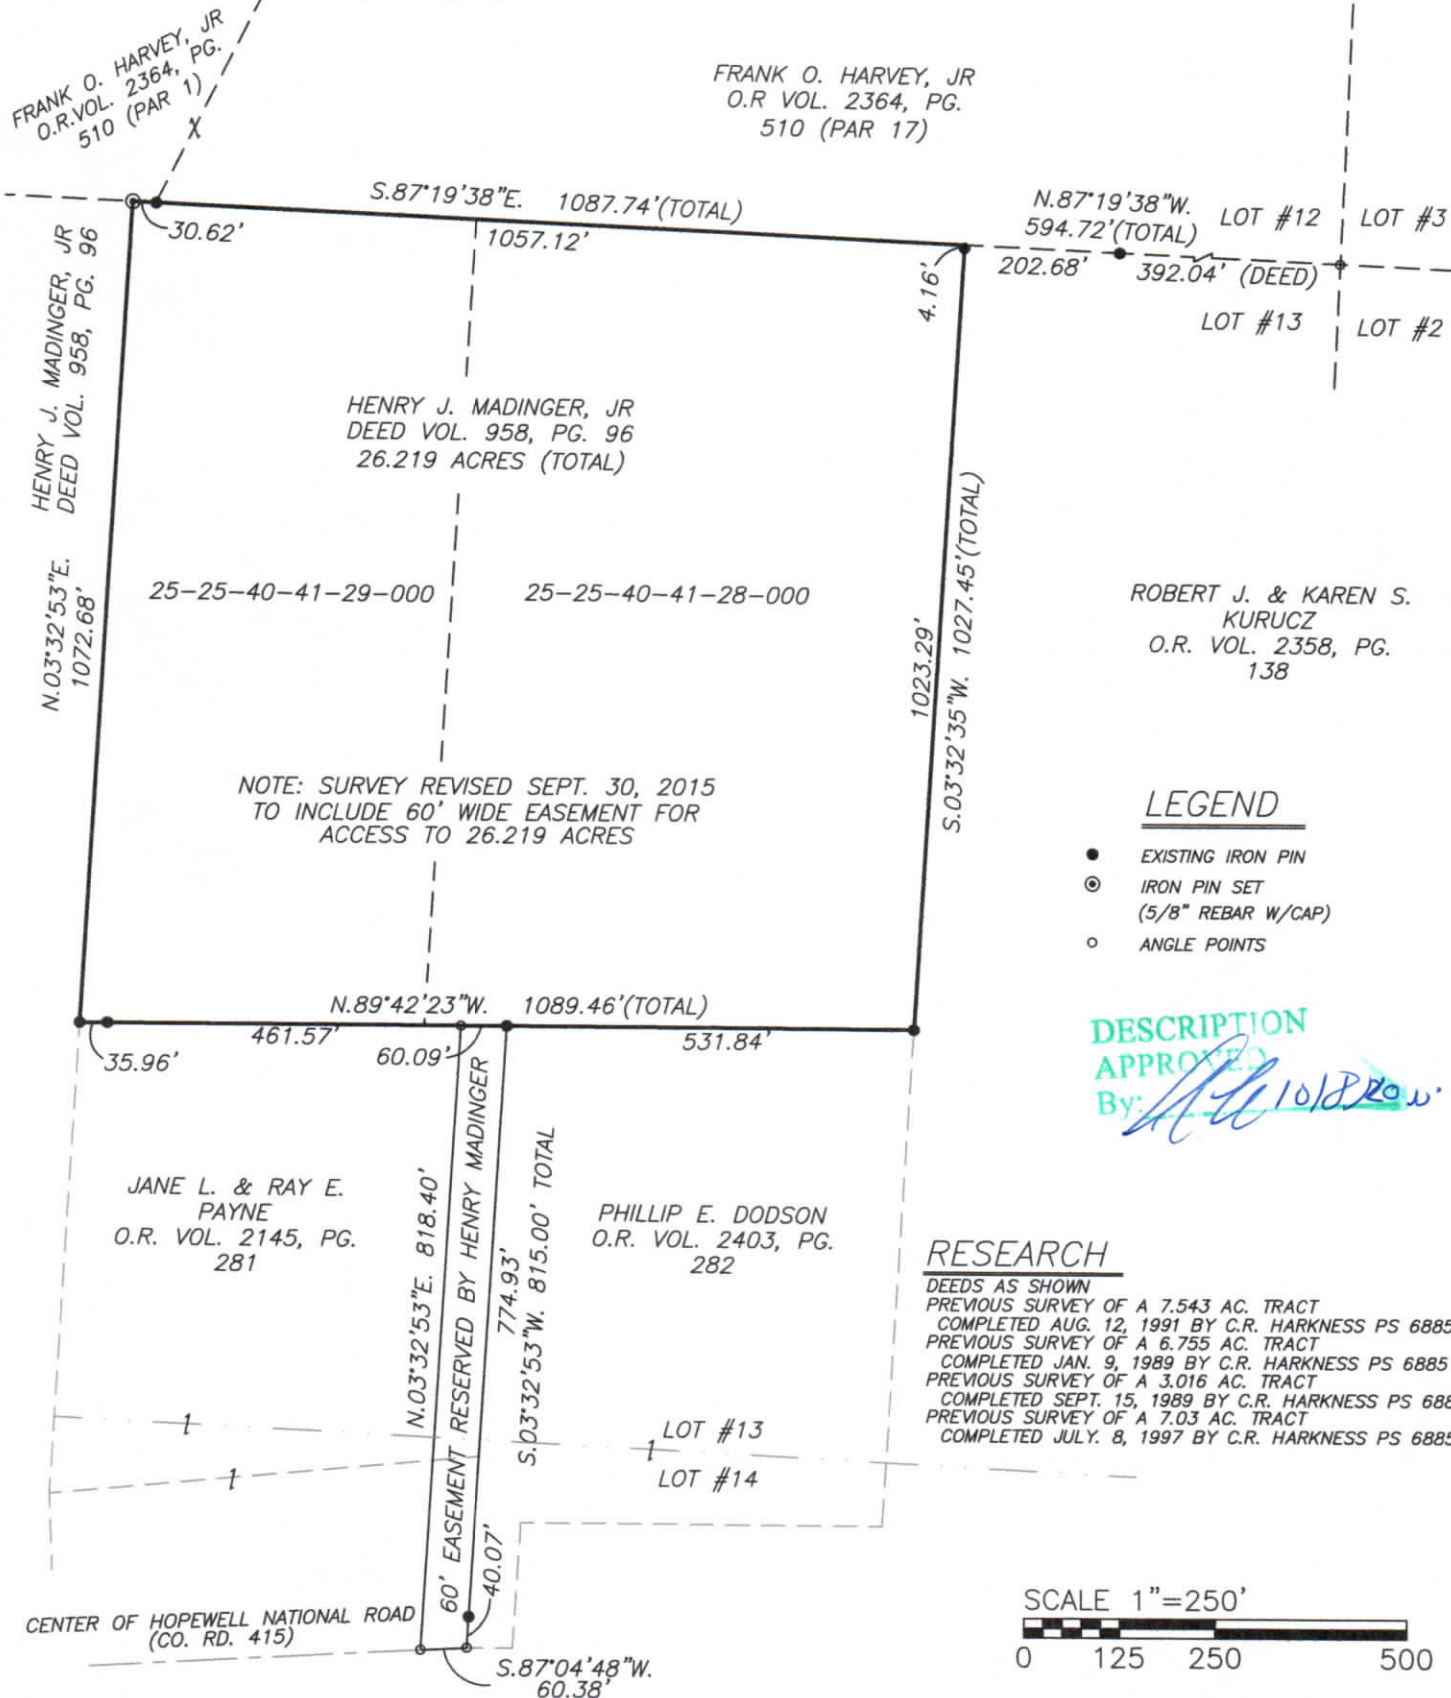 FRANK O. HARVEY, JR
O.R.VOL. 2364, PG.
510 (PAR 1)
X
FRANK O. HARVEY, JR
O.R VOL. 2364, PG.
510 (PAR 17)
S.87°19'38"E. 1087.74'(TOTAL)
30.62'
1057.12'
N.87°19'38"W.
594.72'(TOTAL)
LOT #12
LOT #3
4.16'
202.68'
392.04' (DEED)
LOT #13
LOT #2
HENRY J. MADINGER, JR
DEED VOL. 958, PG. 96
N.03°32'53"E.
1072.68'
HENRY J. MADINGER, JR
DEED VOL. 958, PG. 96
26.219 ACRES (TOTAL)
25-25-40-41-29-000
25-25-40-41-28-000
1023.29'
S.03°32'35"W. 1027.45'(TOTAL)
ROBERT J. & KAREN S.
KURUCZ
O.R. VOL. 2358, PG.
138
NOTE: SURVEY REVISED SEPT. 30, 2015
TO INCLUDE 60' WIDE EASEMENT FOR
ACCESS TO 26.219 ACRES
LEGEND
EXISTING IRON PIN
IRON PIN SET
(5/8" REBAR W/CAP)
ANGLE POINTS
N.89°42'23"W. 1089.46'(TOTAL)
35.96'
461.57'
60.09'
531.84'
DESCRIPTION
APPROVED
By:
JANE L. & RAY E.
PAYNE
O.R. VOL. 2145, PG.
281
N.03°32'53"E. 818.40'
60' EASEMENT RESERVED BY HENRY MADINGER
774.93'
S.03°32'53"W. 815.00' TOTAL
PHILLIP E. DODSON
O.R. VOL. 2403, PG.
282
RESEARCH
DEEDS AS SHOWN
PREVIOUS SURVEY OF A 7.543 AC. TRACT
COMPLETED AUG. 12, 1991 BY C.R. HARKNESS PS 6885
PREVIOUS SURVEY OF A 6.755 AC. TRACT
COMPLETED JAN. 9, 1989 BY C.R. HARKNESS PS 6885
PREVIOUS SURVEY OF A 3.016 AC. TRACT
COMPLETED SEPT. 15, 1989 BY C.R. HARKNESS PS 688
PREVIOUS SURVEY OF A 7.03 AC. TRACT
COMPLETED JULY. 8, 1997 BY C.R. HARKNESS PS 6885
LOT #13
LOT #14
40.07'
CENTER OF HOPEWELL NATIONAL ROAD
(CO. RD. 415)
S.87°04'48"W.
60.38'
SCALE 1"=250'
0 125 250 500